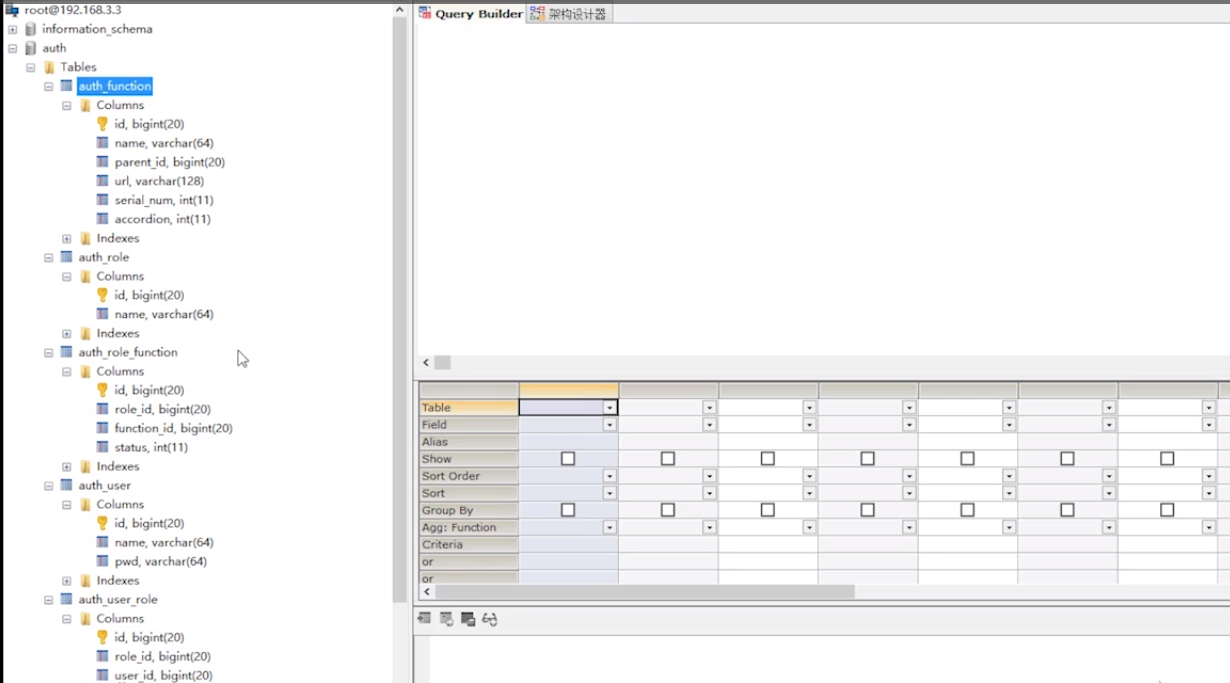 root@192.168.3.3
information_schema
auth
Tables
auth_function
Columns
id, bigint(20)
name, varchar(64)
parent_id, bigint(20)
url, varchar(128)
serial_num, int(11)
accordion, int(11)
Indexes
auth_role
Columns
id, bigint(20)
name, varchar(64)
Indexes
auth_role_function
Columns
id, bigint(20)
role_id, bigint(20)
function_id, bigint(20)
status, int(11)
Indexes
auth_user
Columns
id, bigint(20)
name, varchar(64)
pwd, varchar(64)
Indexes
auth_user_role
Columns
id, bigint(20)
role_id, bigint(20)
user_id, bigint(20)
Query Builder 架构设计器
Table
Field
Alias
Show
Sort Order
Sort
Group By
Agg: Function
Criteria
or
or